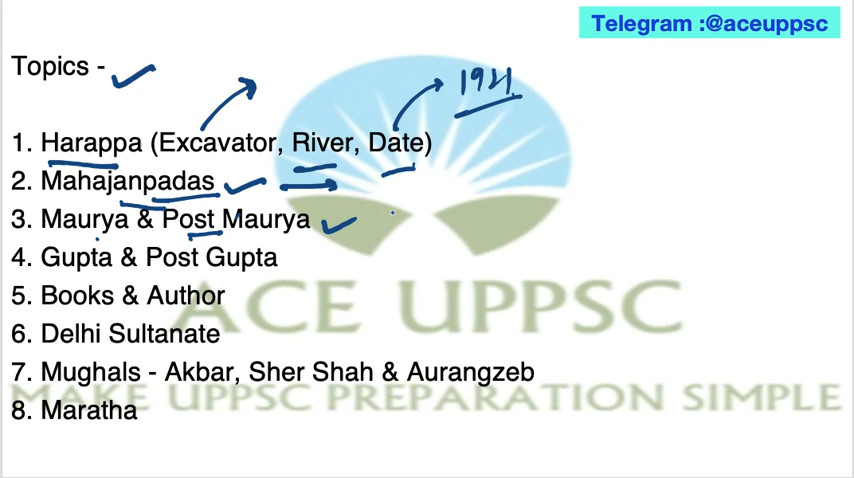 Telegram :@aceuppsc
Topics -
1921
1. Harappa (Excavator, River, Date)
2. Mahajanpadas
3. Maurya & Post Maurya
4. Gupta & Post Gupta
5. Books & Author
6. Delhi Sultanate
7. Mughals - Akbar, Sher Shah & Aurangzeb
8. Maratha
ACE UPPSC
MAKE UPPSC PREPARATION SIMPLE